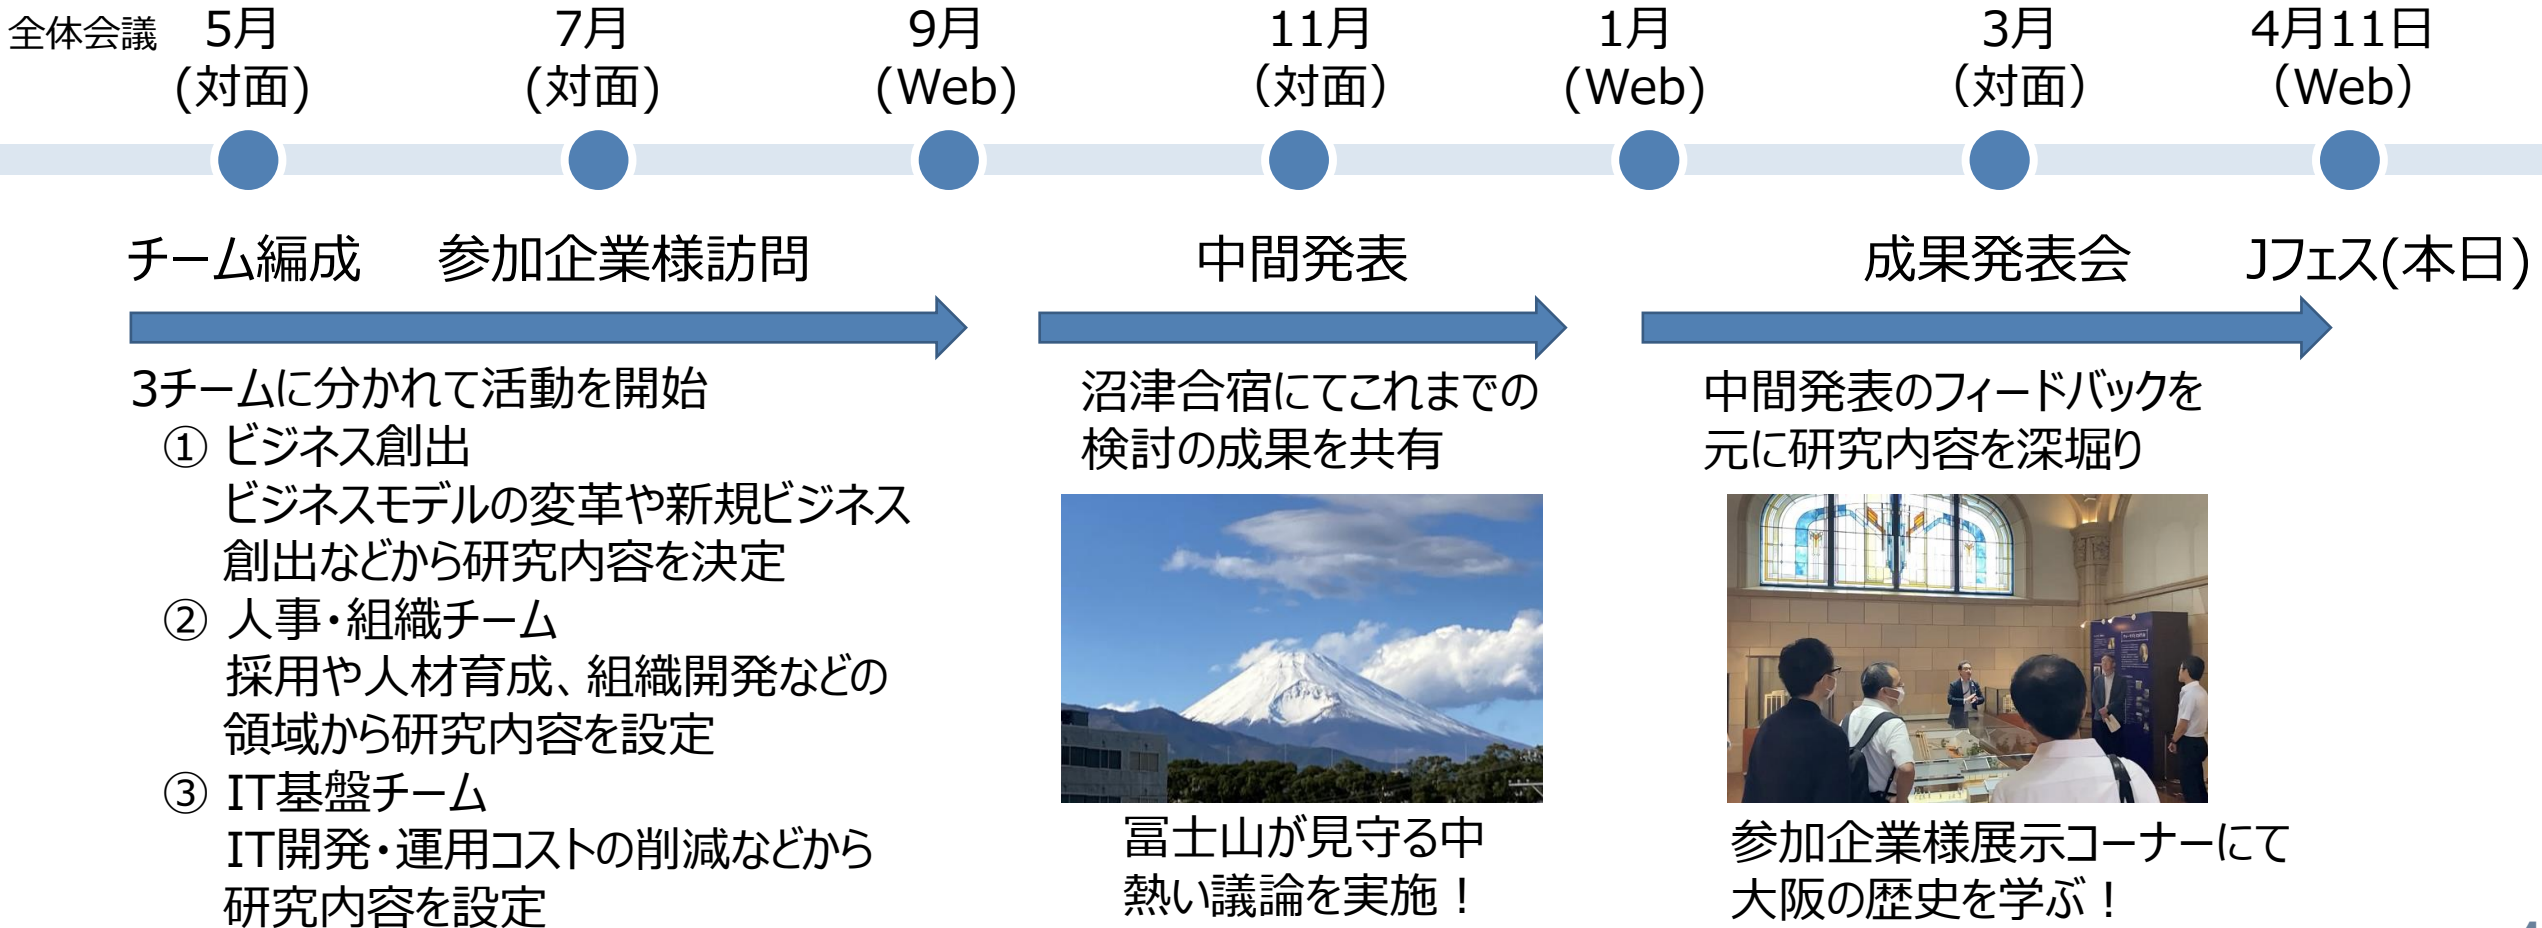 全体会議
5月
(対面)
7月
(対面)
9月
(Web)
11月
（対面）
1月
(Web)
3月
（対面）
4月11日
（Web）
チーム編成
参加企業様訪問
中間発表
成果発表会
Jフェス(本日)
3チームに分かれて活動を開始
① ビジネス創出
ビジネスモデルの変革や新規ビジネス
創出などから研究内容を決定
② 人事・組織チーム
採用や人材育成、組織開発などの
領域から研究内容を設定
③ IT基盤チーム
IT開発・運用コストの削減などから
研究内容を設定
沼津合宿にてこれまでの
検討の成果を共有
冨士山が見守る中
熱い議論を実施！
中間発表のフィードバックを
元に研究内容を深堀り
参加企業様展示コーナーにて
大阪の歴史を学ぶ！